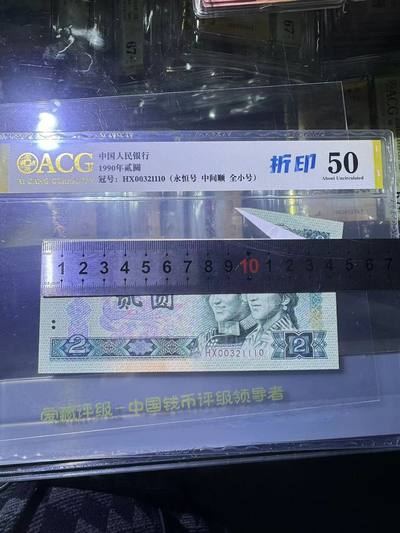 ACG
中国人民银行
1990年贰圆
冠号: HX00321110 (永恒号 中间顺 全小号)
折印 50
About Uncirculated
1 2 3 4 5 6 7 8 9 10 1 2 3 4 5 6 7
贰圆
HX00321110
2
2
爱藏评级-中国钱币评级领导者